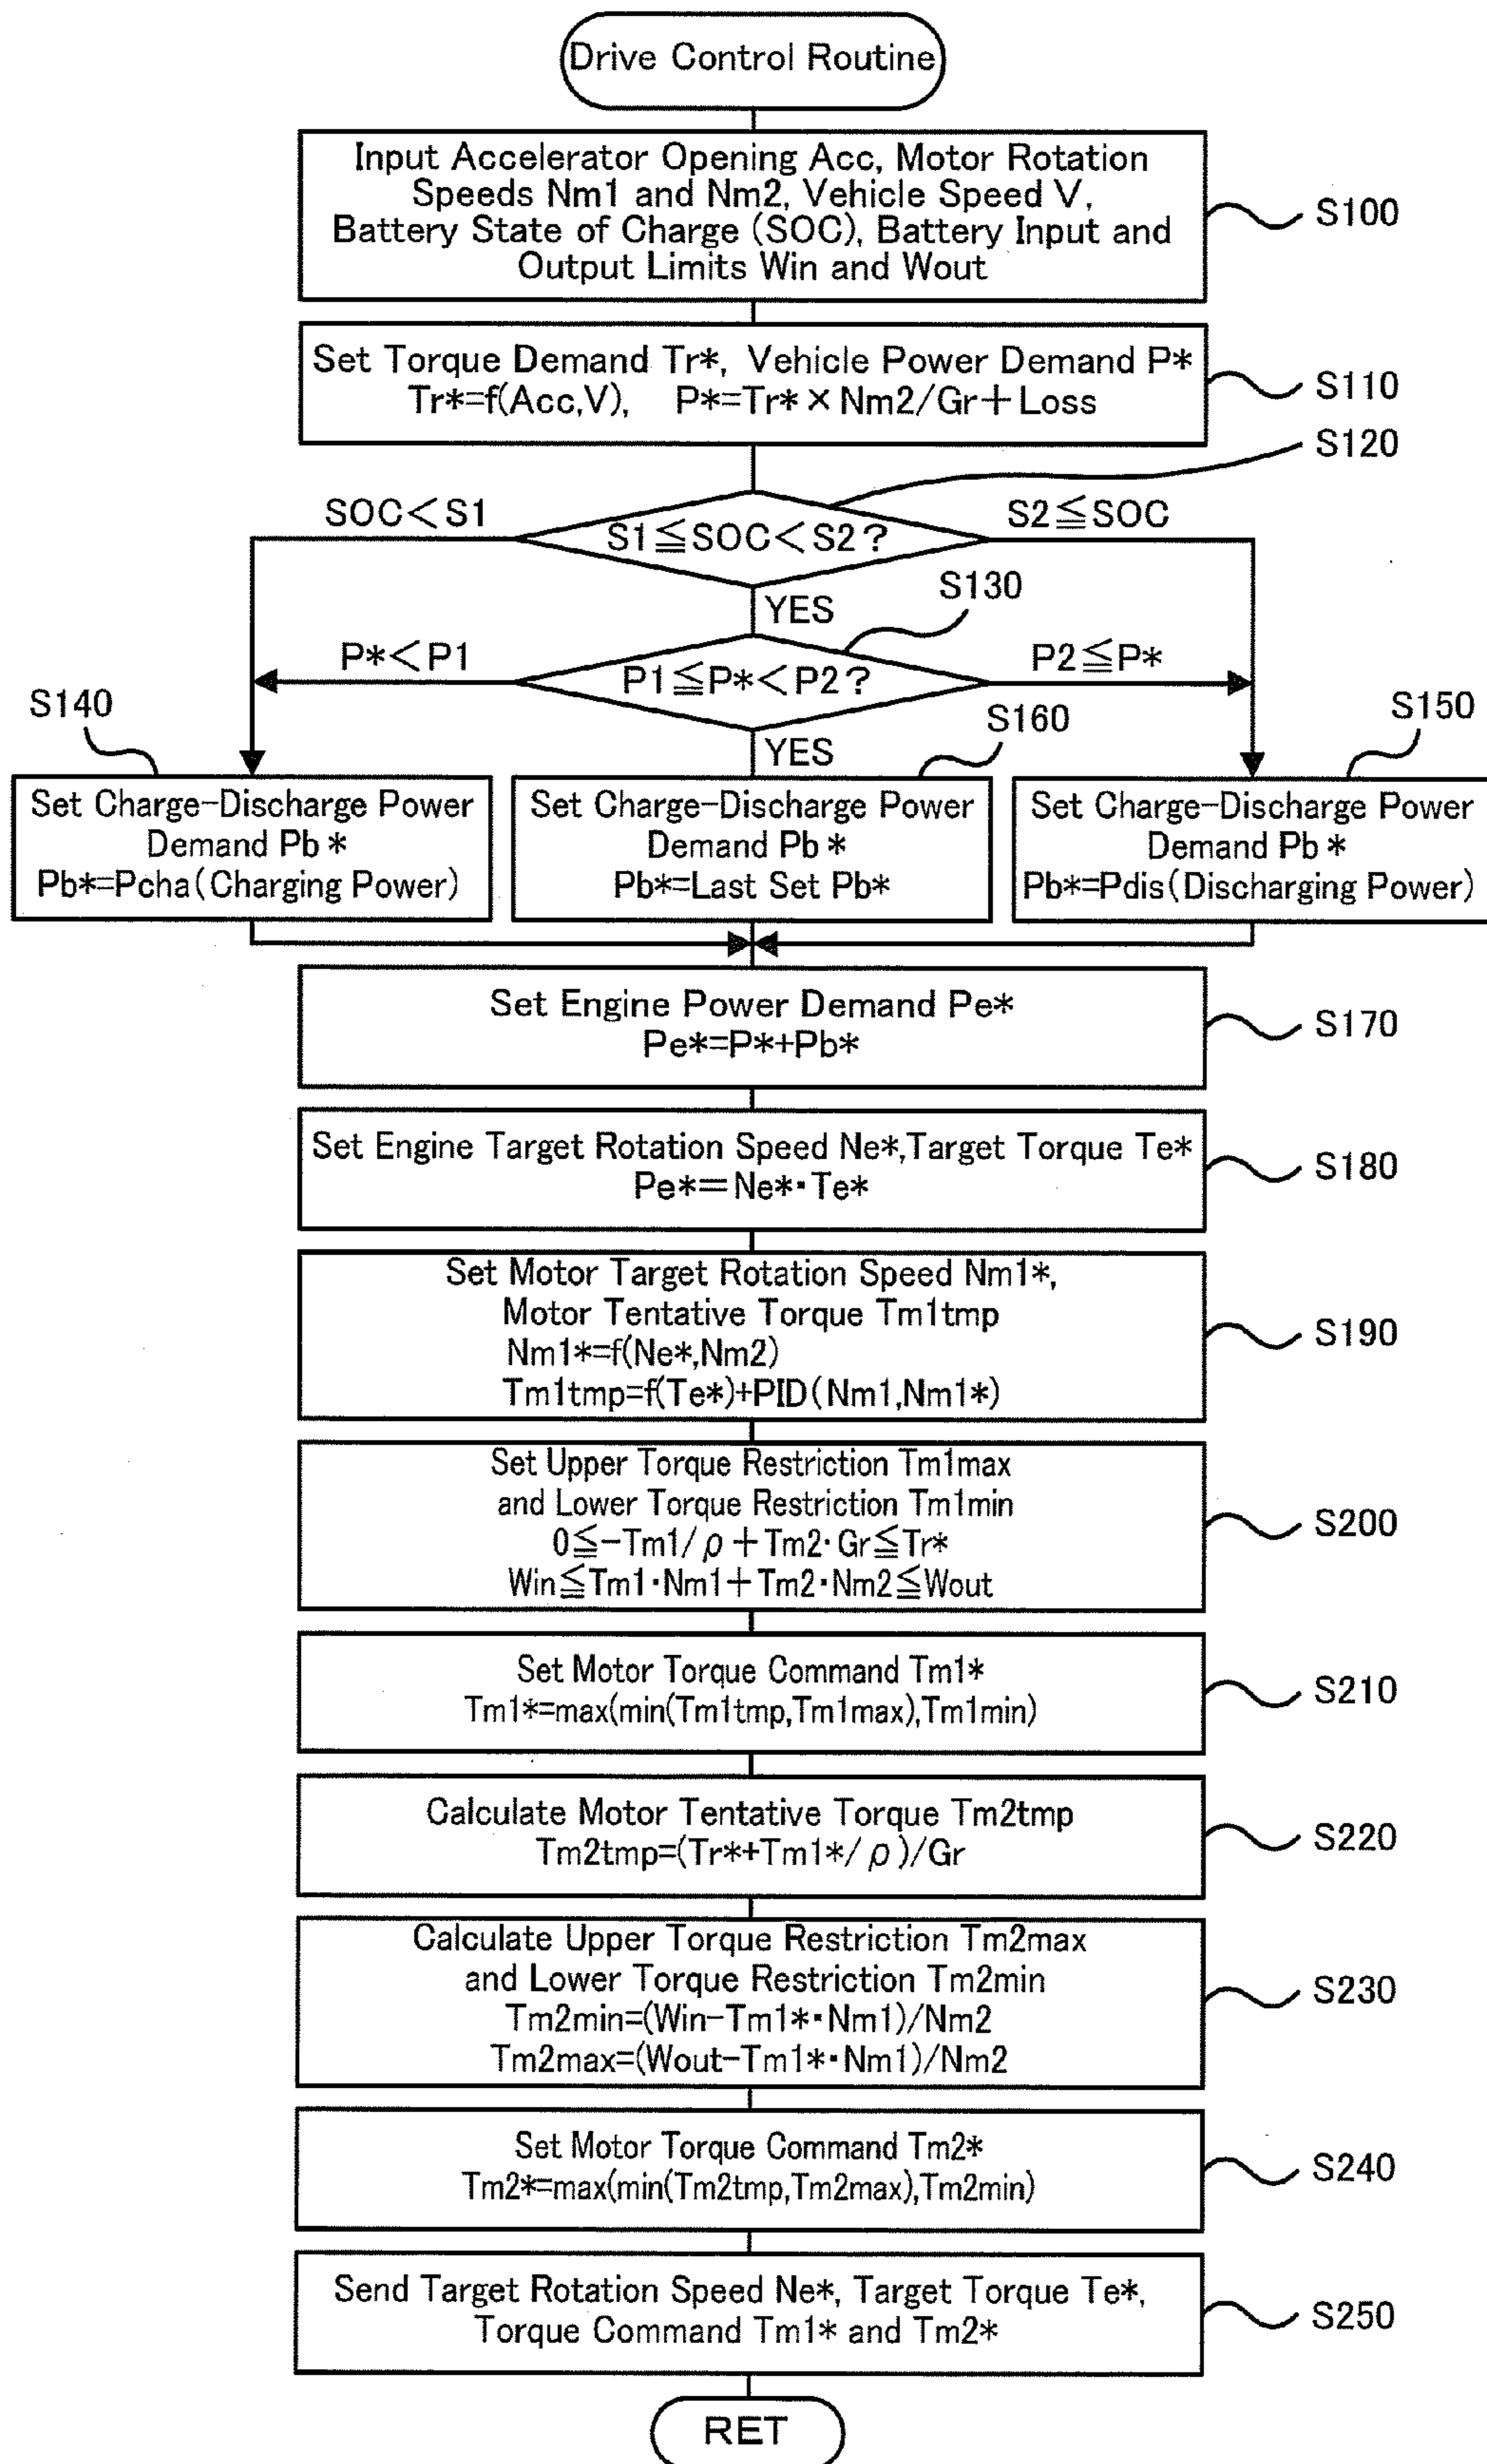 Drive Control Routine
Input Accelerator Opening Acc, Motor Rotation
Speeds Nm1 and Nm2, Vehicle Speed V,
Battery State of Charge (SOC), Battery Input and
Output Limits Win and Wout
S100
Set Torque Demand Tr*, Vehicle Power Demand P*
Tr*=f(Acc,V), P*=Tr*×Nm2/Gr+Loss
S110
S120
SOC<S1
S1≦SOC<S2?
S2≦SOC
YES
S130
P*<P1
P1≦P*<P2?
P2≦P*
YES
S140
Set Charge-Discharge Power
Demand Pb*
Pb*=Pcha(Charging Power)
S160
Set Charge-Discharge Power
Demand Pb*
Pb*=Last Set Pb*
S150
Set Charge-Discharge Power
Demand Pb*
Pb*=Pdis(Discharging Power)
Set Engine Power Demand Pe*
Pe*=P*+Pb*
S170
Set Engine Target Rotation Speed Ne*,Target Torque Te*
Pe*=Ne*･Te*
S180
Set Motor Target Rotation Speed Nm1*,
Motor Tentative Torque Tm1tmp
Nm1*=f(Ne*,Nm2)
Tm1tmp=f(Te*)+PID(Nm1,Nm1*)
S190
Set Upper Torque Restriction Tm1max
and Lower Torque Restriction Tm1min
0≦-Tm1/ρ+Tm2･Gr≦Tr*
Win≦Tm1･Nm1+Tm2･Nm2≦Wout
S200
Set Motor Torque Command Tm1*
Tm1*=max(min(Tm1tmp,Tm1max),Tm1min)
S210
Calculate Motor Tentative Torque Tm2tmp
Tm2tmp=(Tr*+Tm1*/ρ)/Gr
S220
Calculate Upper Torque Restriction Tm2max
and Lower Torque Restriction Tm2min
Tm2min=(Win-Tm1*･Nm1)/Nm2
Tm2max=(Wout-Tm1*･Nm1)/Nm2
S230
Set Motor Torque Command Tm2*
Tm2*=max(min(Tm2tmp,Tm2max),Tm2min)
S240
Send Target Rotation Speed Ne*, Target Torque Te*,
Torque Command Tm1* and Tm2*
S250
RET